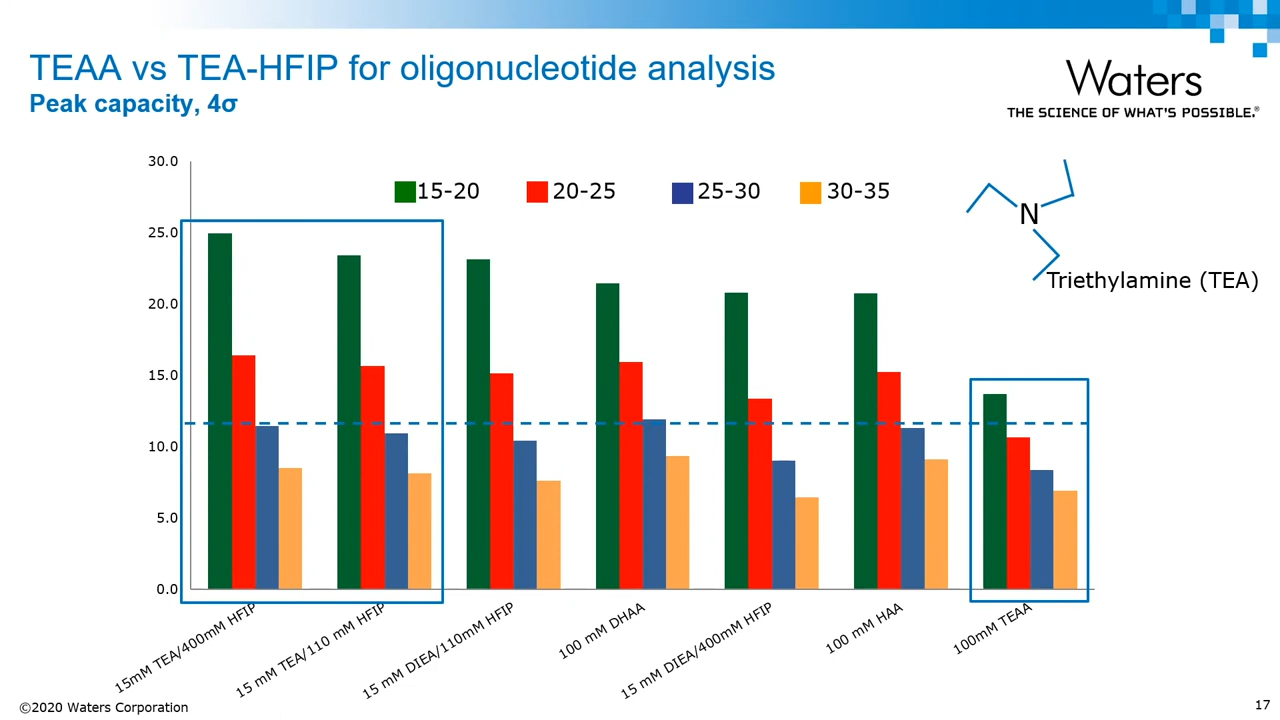 TEAA vs TEA-HFIP for oligonucleotide analysis
Peak capacity, 4σ
Waters
THE SCIENCE OF WHAT'S POSSIBLE.®
30.0
25.0
20.0
15.0
10.0
5.0
0.0
15-20
20-25
25-30
30-35
N
Triethylamine (TEA)
15mM TEA/400mM HFIP
15 mM TEA/110 mM HFIP
15 mM DIEA/110mM HFIP
100 mM DHAA
15 mM DIEA/400mM HFIP
100 mM HAA
100mM TEAA
©2020 Waters Corporation
17